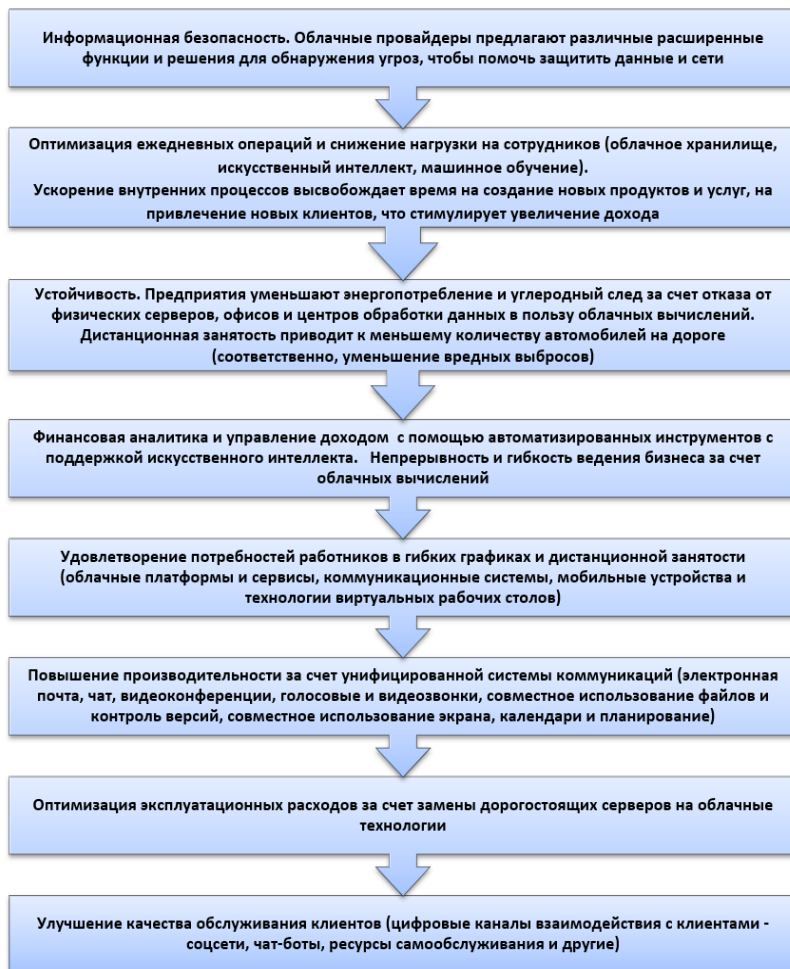 Информационная безопасность. Облачные провайдеры предлагают различные расширенные
функции и решения для обнаружения угроз, чтобы помочь защитить данные и сети
Оптимизация ежедневных операций и снижение нагрузки на сотрудников (облачное хранилище,
искусственный интеллект, машинное обучение).
Ускорение внутренних процессов высвобождает время на создание новых продуктов и услуг, на
привлечение новых клиентов, что стимулирует увеличение дохода
Устойчивость. Предприятия уменьшают энергопотребление и углеродный след за счет отказа от
физических серверов, офисов и центров обработки данных в пользу облачных вычислений.
Дистанционная занятость приводит к меньшему количеству автомобилей на дороге
(соответственно, уменьшение вредных выбросов)
Финансовая аналитика и управление доходом с помощью автоматизированных инструментов с
поддержкой искусственного интеллекта. Непрерывность и гибкость ведения бизнеса за счет
облачных вычислений
Удовлетворение потребностей работников в гибких графиках и дистанционной занятости
(облачные платформы и сервисы, коммуникационные системы, мобильные устройства и
технологии виртуальных рабочих столов)
Повышение производительности за счет унифицированной системы коммуникаций (электронная
почта, чат, видеоконференции, голосовые и видеозвонки, совместное использование файлов и
контроль версий, совместное использование экрана, календари и планирование)
Оптимизация эксплуатационных расходов за счет замены дорогостоящих серверов на облачные
технологии
Улучшение качества обслуживания клиентов (цифровые каналы взаимодействия с клиентами -
соцсети, чат-боты, ресурсы самообслуживания и другие)